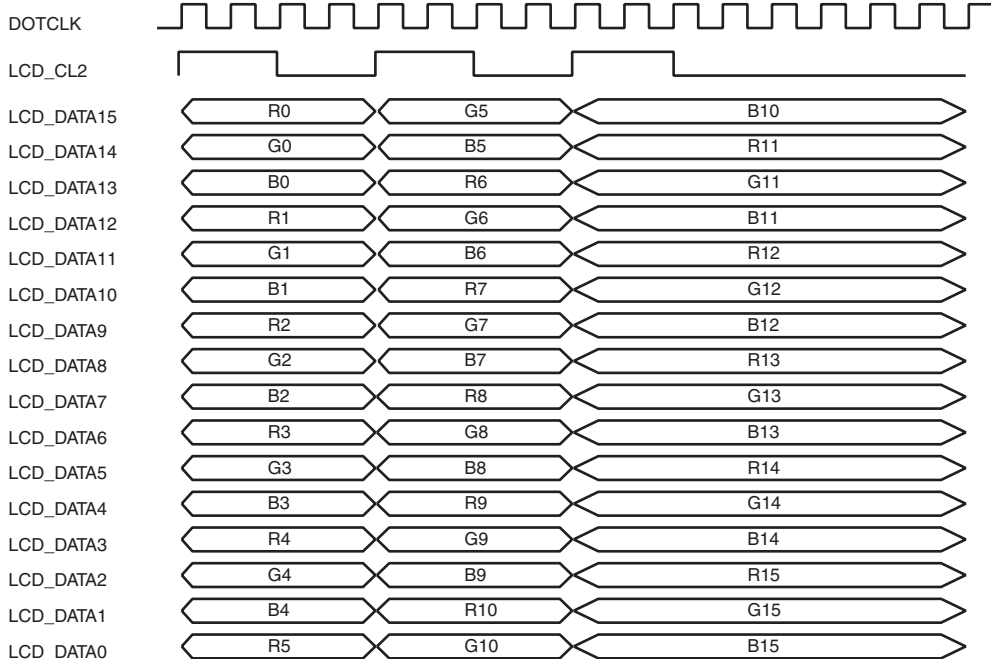 DOTCLK
LCD_CL2
LCD_DATA15 R0 G5 B10
LCD_DATA14 G0 B5 R11
LCD_DATA13 B0 R6 G11
LCD_DATA12 R1 G6 B11
LCD_DATA11 G1 B6 R12
LCD_DATA10 B1 R7 G12
LCD_DATA9 R2 G7 B12
LCD_DATA8 G2 B7 R13
LCD_DATA7 B2 R8 G13
LCD_DATA6 R3 G8 B13
LCD_DATA5 G3 B8 R14
LCD_DATA4 B3 R9 G14
LCD_DATA3 R4 G9 B14
LCD_DATA2 G4 B9 R15
LCD_DATA1 B4 R10 G15
LCD_DATA0 R5 G10 B15